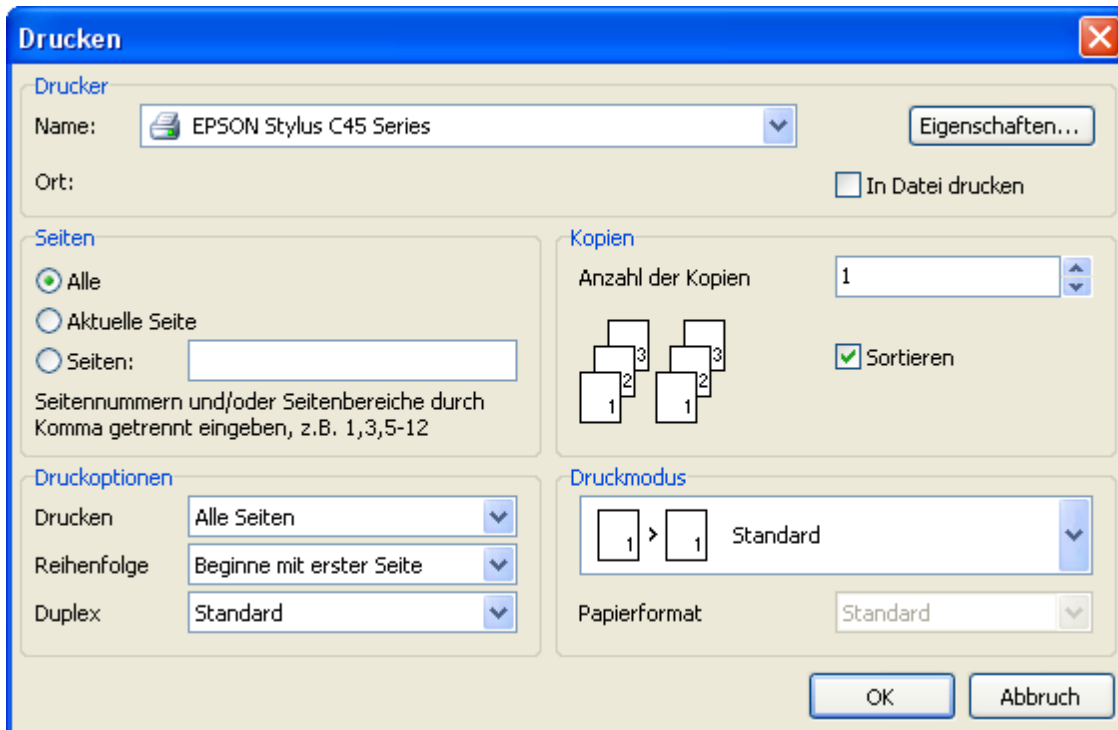 Drucken
Drucker
Name: EPSON Stylus C45 Series Eigenschaften...
Ort: In Datei drucken
Seiten
Alle
Aktuelle Seite
Seiten:
Seitennummern und/oder Seitenbereiche durch
Komma getrennt eingeben, z.B. 1,3,5-12
Kopien
Anzahl der Kopien 1
3 3
2 2
1 1
Sortieren
Druckoptionen
Drucken Alle Seiten
Reihenfolge Beginne mit erster Seite
Duplex Standard
Druckmodus
1 > 1 Standard
Papierformat Standard
OK Abbruch